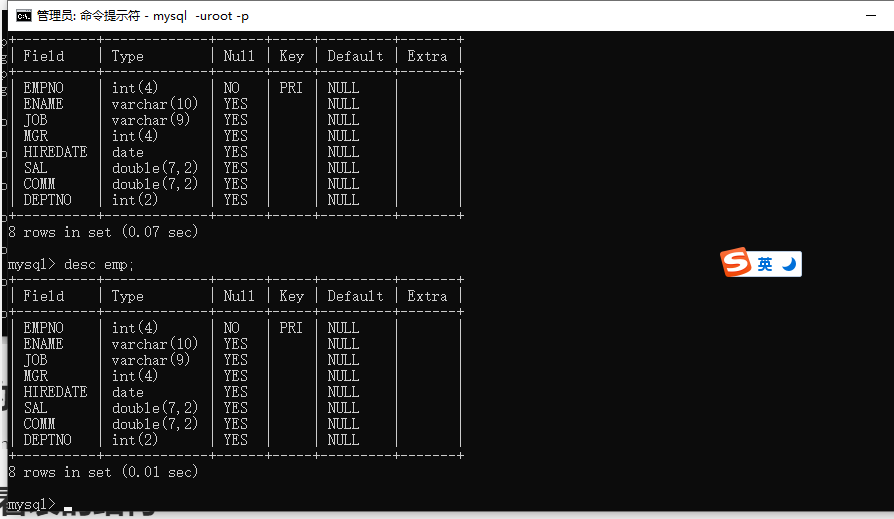 管理员: 命令提示符 - mysql  -uroot -p
+----------+-------------+------+-----+---------+-------+
| Field    | Type        | Null | Key | Default | Extra |
+----------+-------------+------+-----+---------+-------+
| EMPNO    | int(4)      | NO   | PRI | NULL    |       |
| ENAME    | varchar(10) | YES  |     | NULL    |       |
| JOB      | varchar(9)  | YES  |     | NULL    |       |
| MGR      | int(4)      | YES  |     | NULL    |       |
| HIREDATE | date        | YES  |     | NULL    |       |
| SAL      | double(7,2) | YES  |     | NULL    |       |
| COMM     | double(7,2) | YES  |     | NULL    |       |
| DEPTNO   | int(2)      | YES  |     | NULL    |       |
+----------+-------------+------+-----+---------+-------+
8 rows in set (0.07 sec)
mysql> desc emp;
+----------+-------------+------+-----+---------+-------+
| Field    | Type        | Null | Key | Default | Extra |
+----------+-------------+------+-----+---------+-------+
| EMPNO    | int(4)      | NO   | PRI | NULL    |       |
| ENAME    | varchar(10) | YES  |     | NULL    |       |
| JOB      | varchar(9)  | YES  |     | NULL    |       |
| MGR      | int(4)      | YES  |     | NULL    |       |
| HIREDATE | date        | YES  |     | NULL    |       |
| SAL      | double(7,2) | YES  |     | NULL    |       |
| COMM     | double(7,2) | YES  |     | NULL    |       |
| DEPTNO   | int(2)      | YES  |     | NULL    |       |
+----------+-------------+------+-----+---------+-------+
8 rows in set (0.01 sec)
mysql>
S 英